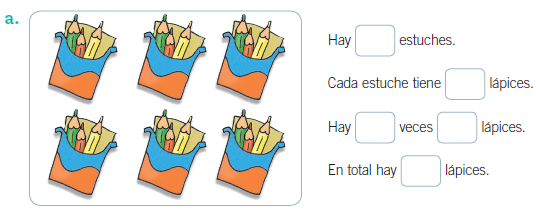 a.
Hay estuches.
Cada estuche tiene lápices.
Hay veces lápices.
En total hay lápices.